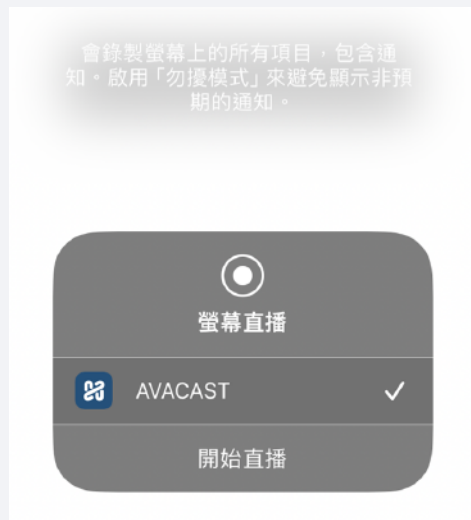 會錄製螢幕上的所有項目，包含通
知。啟用「勿擾模式」來避免顯示非預
期的通知。
螢幕直播
AVACAST
開始直播